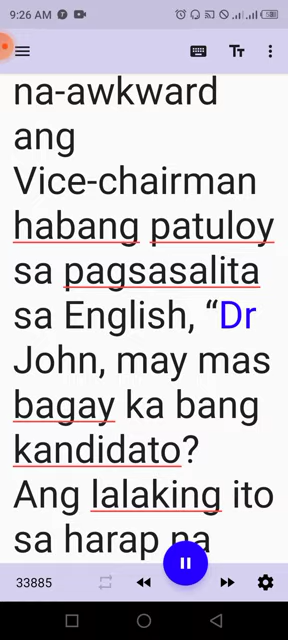 9:26 AM
na-awkward
ang
Vice-chairman
habang patuloy
sa pagsasalita
sa English, “Dr
John, may mas
bagay ka bang
kandidato?
Ang lalaking ito
sa harap na
33885